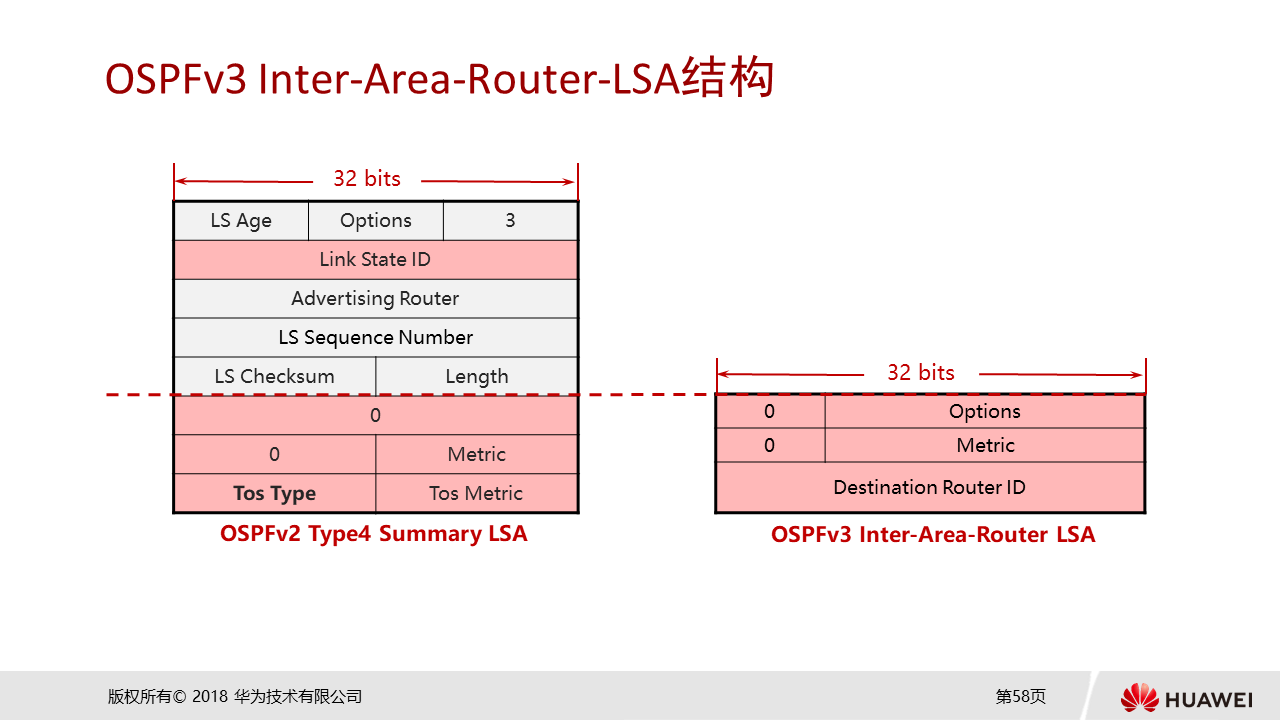 OSPFv3 Inter-Area-Router-LSA结构
32 bits
LS Age Options 3
Link State ID
Advertising Router
LS Sequence Number
LS Checksum Length
0
0 Metric
Tos Type Tos Metric
OSPFv2 Type4 Summary LSA
32 bits
0 Options
0 Metric
Destination Router ID
OSPFv3 Inter-Area-Router LSA
版权所有© 2018 华为技术有限公司
第58页
HUAWEI